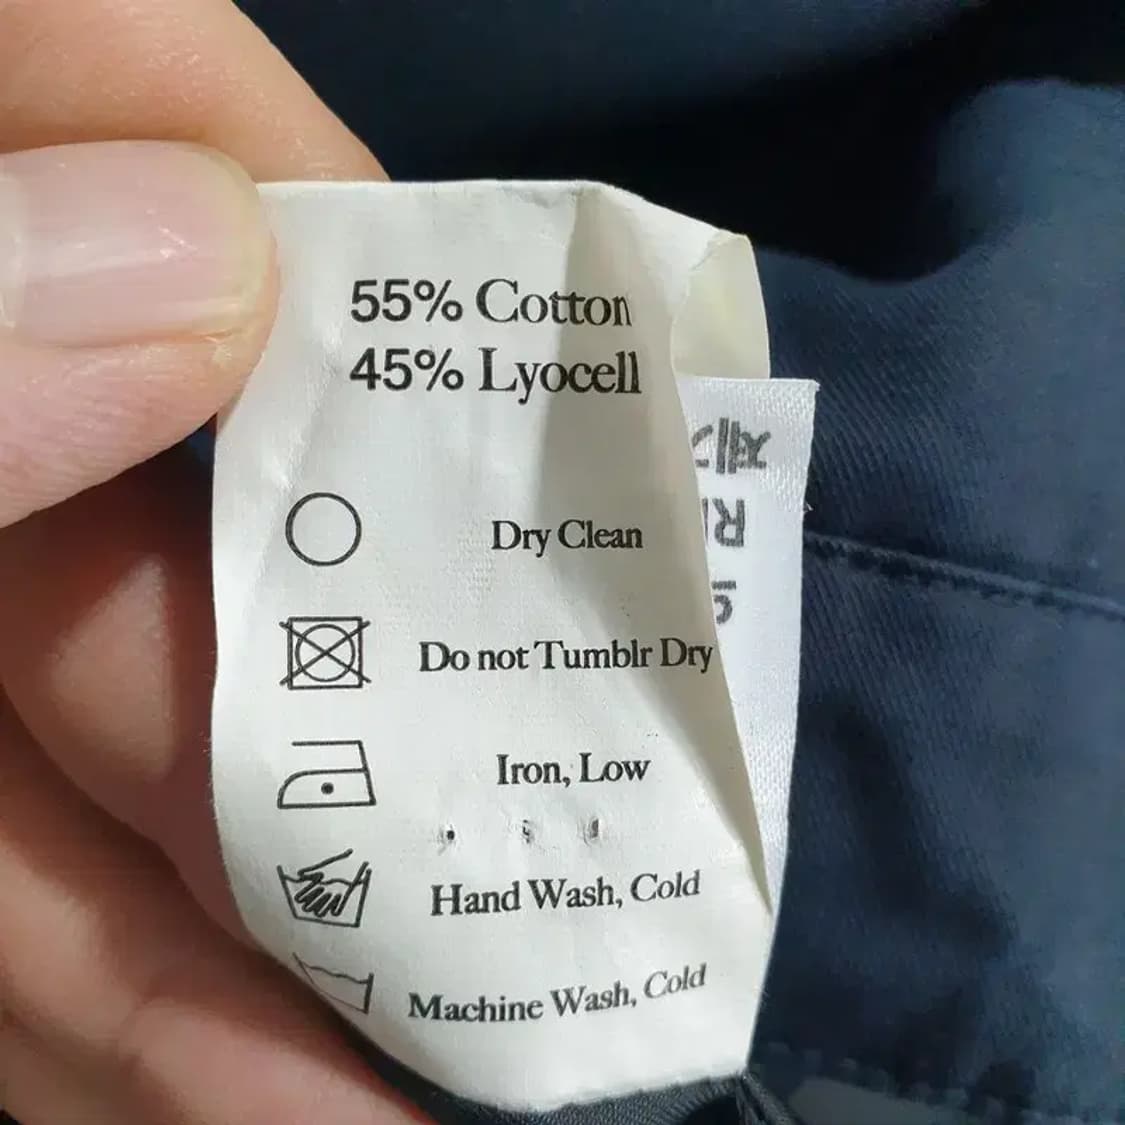 55% Cotton
45% Lyocell
Dry Clean
Do not Tumblr Dry
Iron, Low
Hand Wash, Cold
Machine Wash, Cold